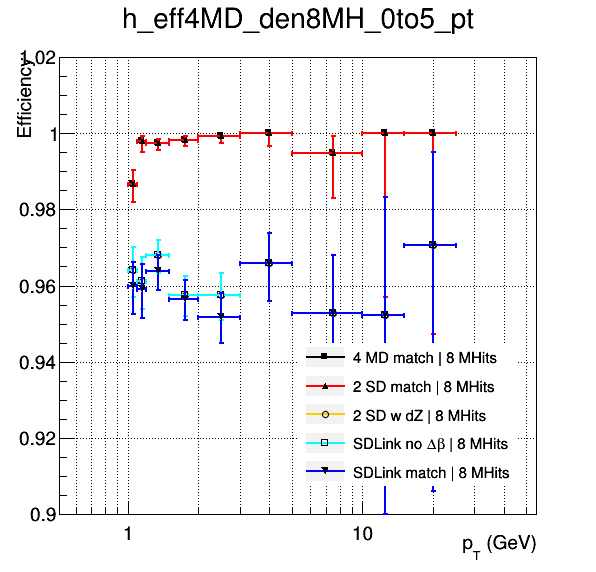 h_eff4MD_den8MH_0to5_pt
Efficiency
1.02
1
0.98
0.96
0.94
0.92
0.9
4 MD match | 8 MHits
2 SD match | 8 MHits
2 SD w dZ | 8 MHits
SDLink no Δβ | 8 MHits
SDLink match | 8 MHits
1
10
p_T (GeV)